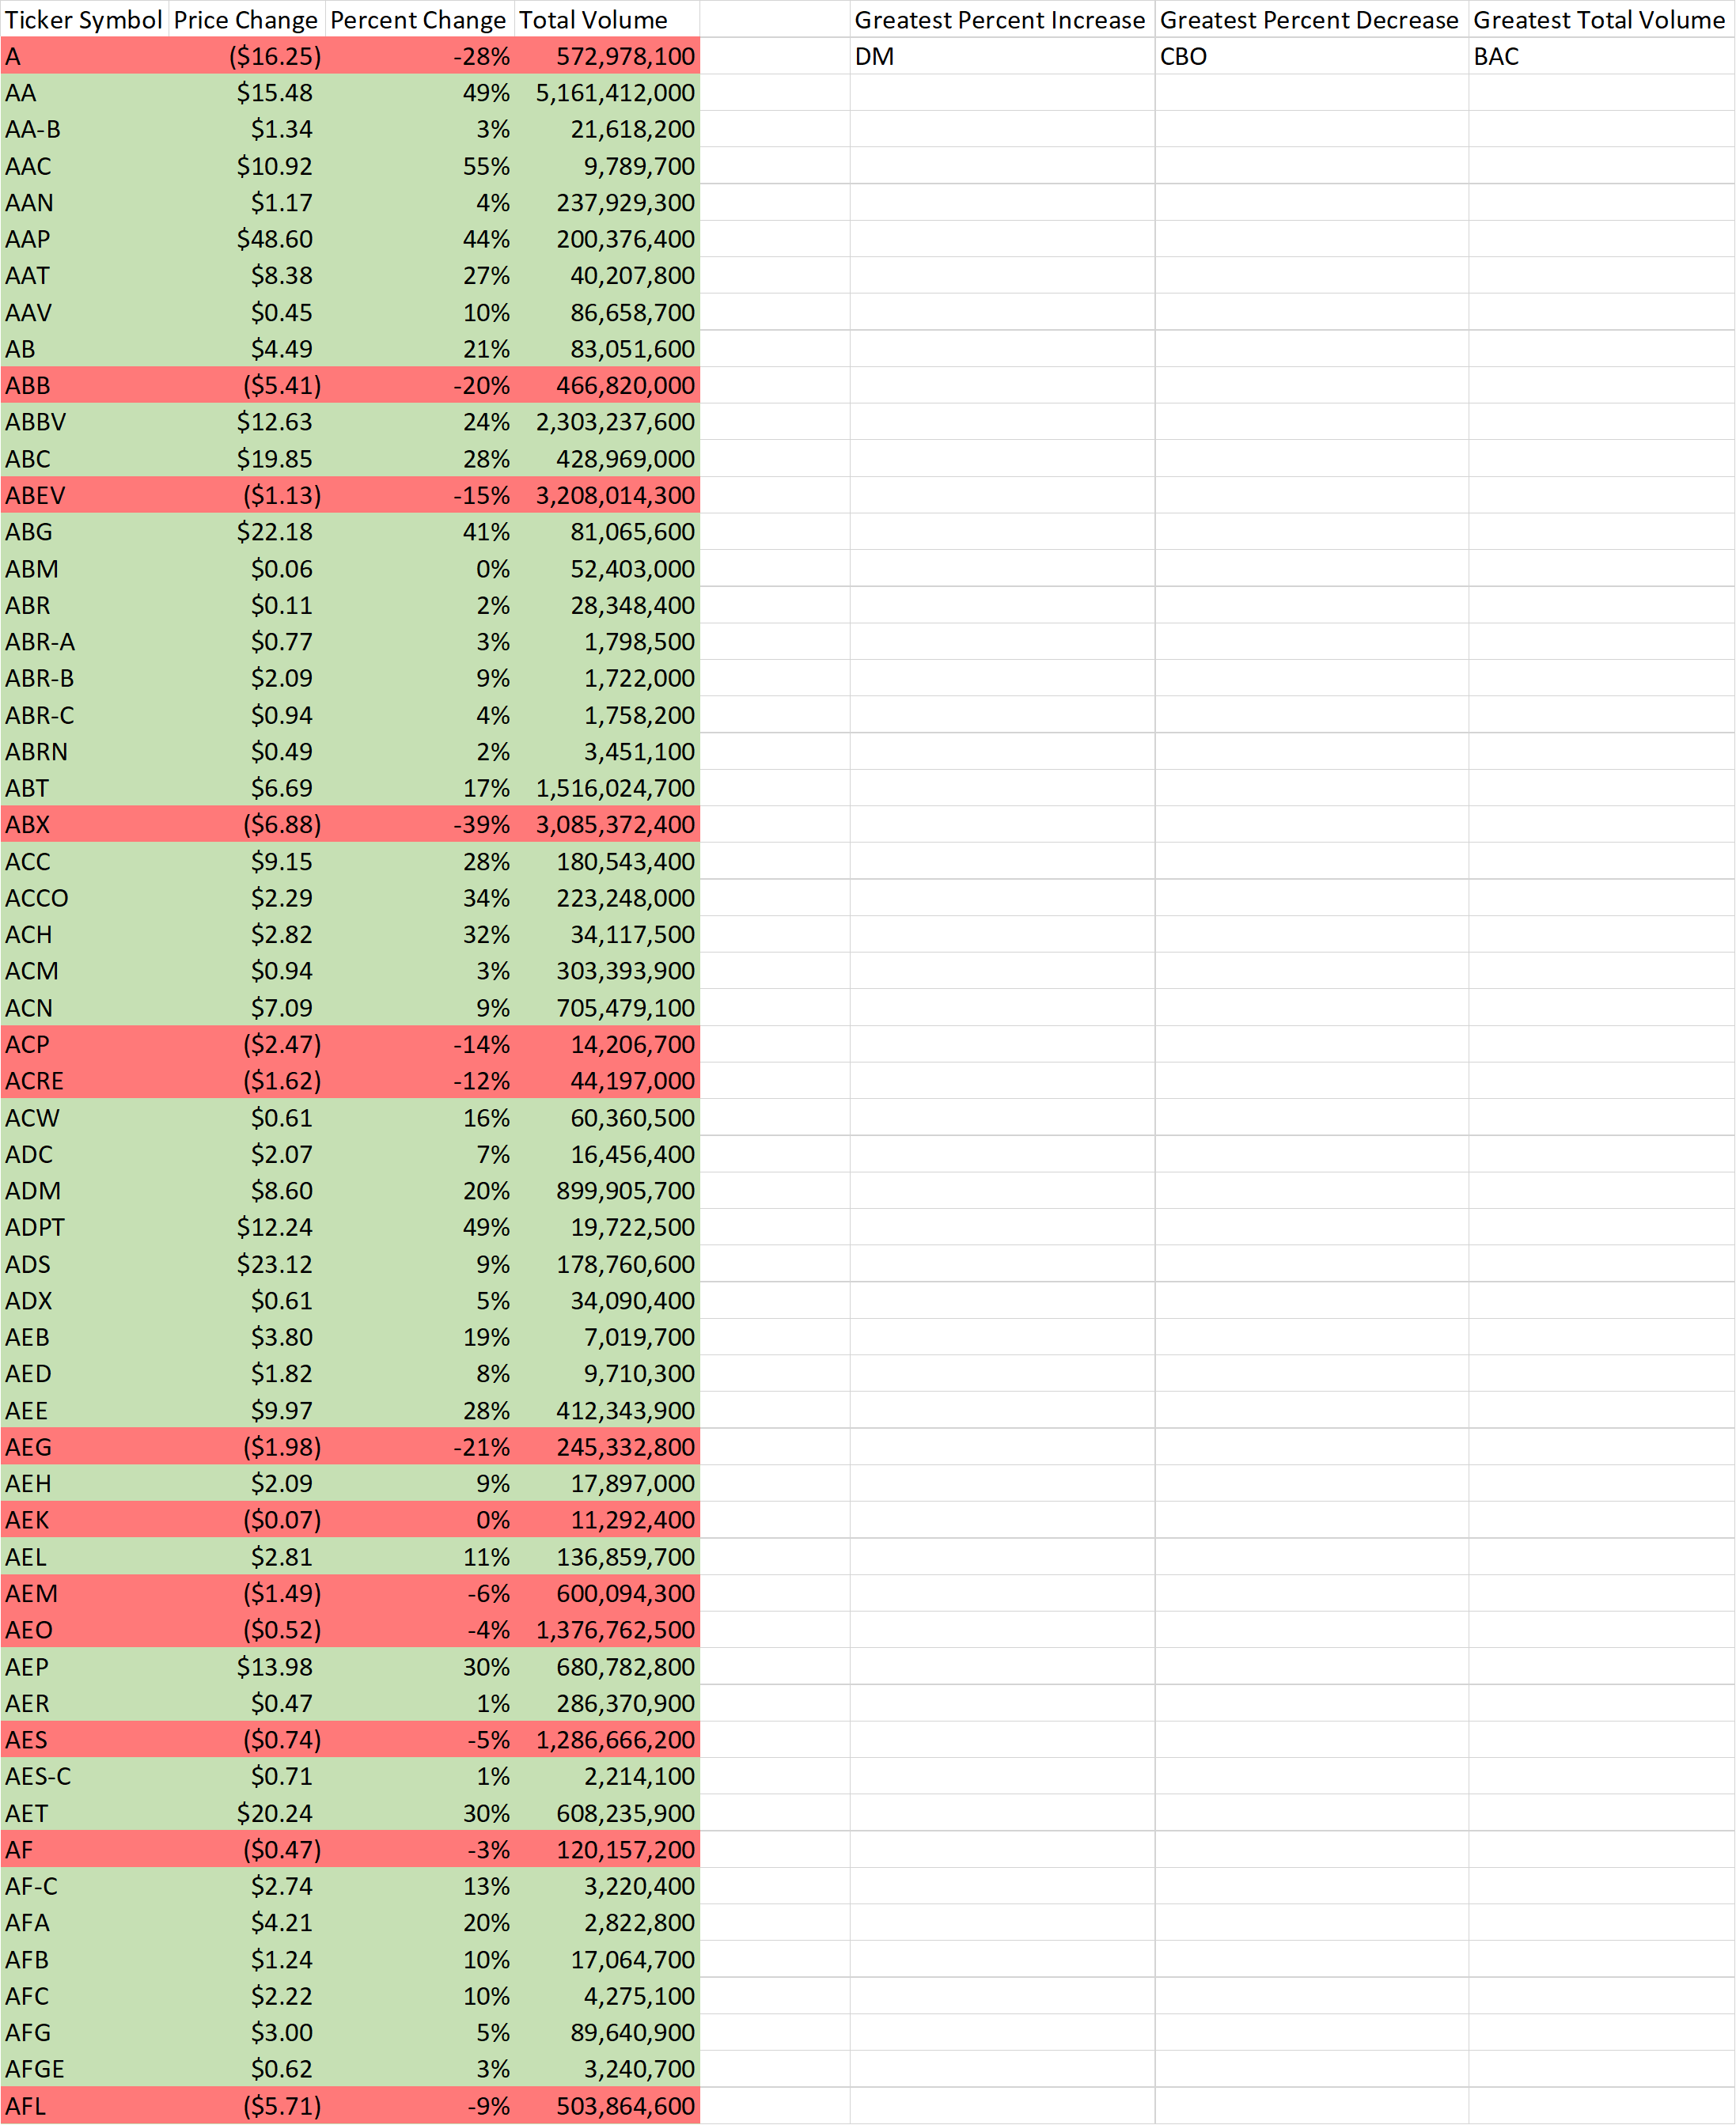 Ticker Symbol Price Change Percent Change Total Volume Greatest Percent Increase Greatest Percent Decrease Greatest Total Volume
A ($16.25) -28% 572,978,100 DM CBO BAC
AA $15.48 49% 5,161,412,000
AA-B $1.34 3% 21,618,200
AAC $10.92 55% 9,789,700
AAN $1.17 4% 237,929,300
AAP $48.60 44% 200,376,400
AAT $8.38 27% 40,207,800
AAV $0.45 10% 86,658,700
AB $4.49 21% 83,051,600
ABB ($5.41) -20% 466,820,000
ABBV $12.63 24% 2,303,237,600
ABC $19.85 28% 428,969,000
ABEV ($1.13) -15% 3,208,014,300
ABG $22.18 41% 81,065,600
ABM $0.06 0% 52,403,000
ABR $0.11 2% 28,348,400
ABR-A $0.77 3% 1,798,500
ABR-B $2.09 9% 1,722,000
ABR-C $0.94 4% 1,758,200
ABRN $0.49 2% 3,451,100
ABT $6.69 17% 1,516,024,700
ABX ($6.88) -39% 3,085,372,400
ACC $9.15 28% 180,543,400
ACCO $2.29 34% 223,248,000
ACH $2.82 32% 34,117,500
ACM $0.94 3% 303,393,900
ACN $7.09 9% 705,479,100
ACP ($2.47) -14% 14,206,700
ACRE ($1.62) -12% 44,197,000
ACW $0.61 16% 60,360,500
ADC $2.07 7% 16,456,400
ADM $8.60 20% 899,905,700
ADPT $12.24 49% 19,722,500
ADS $23.12 9% 178,760,600
ADX $0.61 5% 34,090,400
AEB $3.80 19% 7,019,700
AED $1.82 8% 9,710,300
AEE $9.97 28% 412,343,900
AEG ($1.98) -21% 245,332,800
AEH $2.09 9% 17,897,000
AEK ($0.07) 0% 11,292,400
AEL $2.81 11% 136,859,700
AEM ($1.49) -6% 600,094,300
AEO ($0.52) -4% 1,376,762,500
AEP $13.98 30% 680,782,800
AER $0.47 1% 286,370,900
AES ($0.74) -5% 1,286,666,200
AES-C $0.71 1% 2,214,100
AET $20.24 30% 608,235,900
AF ($0.47) -3% 120,157,200
AF-C $2.74 13% 3,220,400
AFA $4.21 20% 2,822,800
AFB $1.24 10% 17,064,700
AFC $2.22 10% 4,275,100
AFG $3.00 5% 89,640,900
AFGE $0.62 3% 3,240,700
AFL ($5.71) -9% 503,864,600